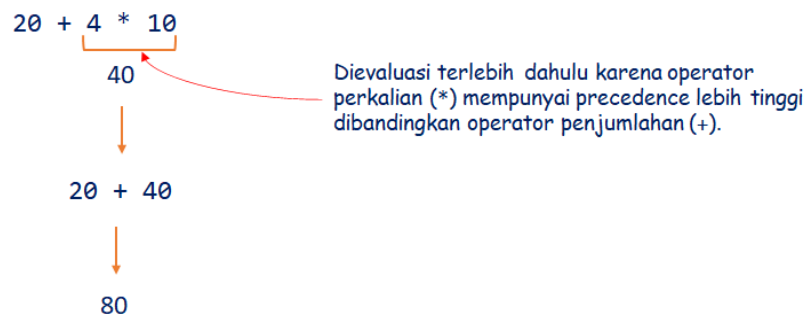 20 + 4 * 10
40
Dievaluasi terlebih dahulu karena operator
perkalian (*) mempunyai precedence lebih tinggi
dibandingkan operator penjumlahan (+).
20 + 40
80